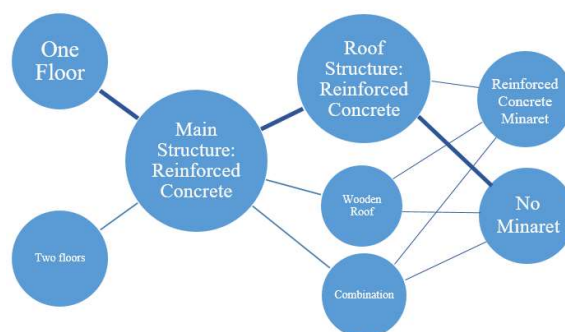 One
Floor
Two floors
Main
Structure:
Reinforced
Concrete
Roof
Structure:
Reinforced
Concrete
Wooden
Roof
Combination
Reinforced
Concrete
Minaret
No
Minaret